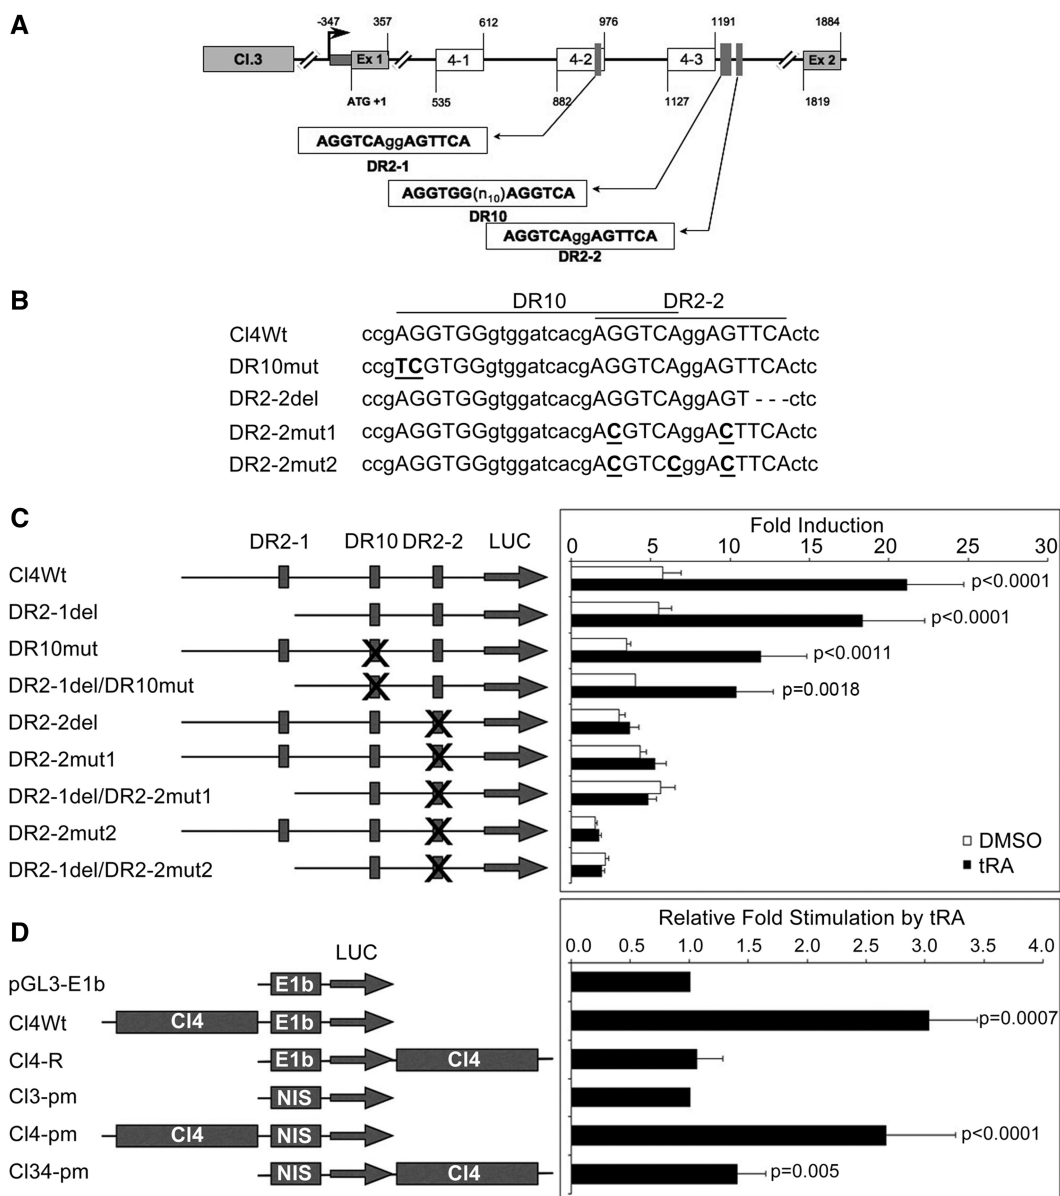 A
-347 357 612 976 1191 1884
Cl.3 Ex 1 4-1 4-2 4-3 Ex 2
ATG +1 535 882 1127 1819
AGGTCAggAGTTCA
DR2-1
AGGTGG(n10)AGGTCA
DR10
AGGTCAggAGTTCA
DR2-2
B
DR10 DR2-2
Cl4Wt ccgAGGTGGgtggatcacgAGGTCAggAGTTCActc
DR10mut ccgTCGTGGgtggatcacgAGGTCAggAGTTCActc
DR2-2del ccgAGGTGGgtggatcacgAGGTCAggAGT - - -ctc
DR2-2mut1 ccgAGGTGGgtggatcacgACGTCAggACTTCActc
DR2-2mut2 ccgAGGTGGgtggatcacgACGTCCggACTTCActc
C
Fold Induction
DR2-1 DR10 DR2-2 LUC 0 5 10 15 20 25 30
Cl4Wt p<0.0001
DR2-1del p<0.0001
DR10mut p<0.0011
DR2-1del/DR10mut p=0.0018
DR2-2del
DR2-2mut1
DR2-1del/DR2-2mut1
DR2-2mut2
DMSO
DR2-1del/DR2-2mut2
tRA
D
Relative Fold Stimulation by tRA
LUC 0.0 0.5 1.0 1.5 2.0 2.5 3.0 3.5 4.0
pGL3-E1b E1b
Cl4Wt Cl4 E1b p=0.0007
Cl4-R E1b Cl4
Cl3-pm NIS
Cl4-pm Cl4 NIS p<0.0001
Cl34-pm NIS Cl4 p=0.005